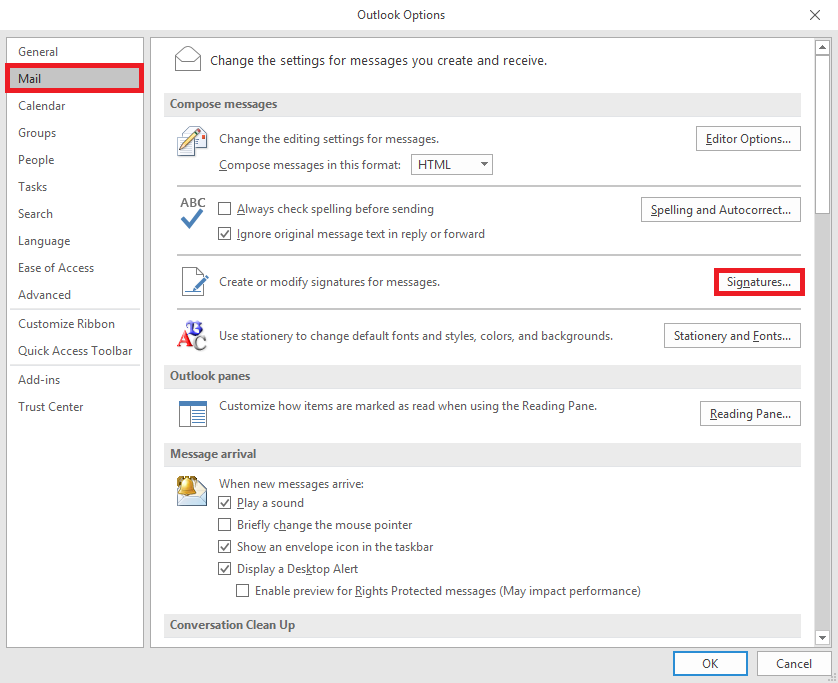 Outlook Options
General
Mail
Calendar
Groups
People
Tasks
Search
Language
Ease of Access
Advanced
Customize Ribbon
Quick Access Toolbar
Add-ins
Trust Center
Change the settings for messages you create and receive.
Compose messages
Change the editing settings for messages.
Editor Options...
Compose messages in this format: HTML
ABC
Always check spelling before sending
Spelling and Autocorrect...
Ignore original message text in reply or forward
Create or modify signatures for messages.
Signatures...
Use stationery to change default fonts and styles, colors, and backgrounds.
Stationery and Fonts...
Outlook panes
Customize how items are marked as read when using the Reading Pane.
Reading Pane...
Message arrival
When new messages arrive:
Play a sound
Briefly change the mouse pointer
Show an envelope icon in the taskbar
Display a Desktop Alert
Enable preview for Rights Protected messages (May impact performance)
Conversation Clean Up
OK
Cancel